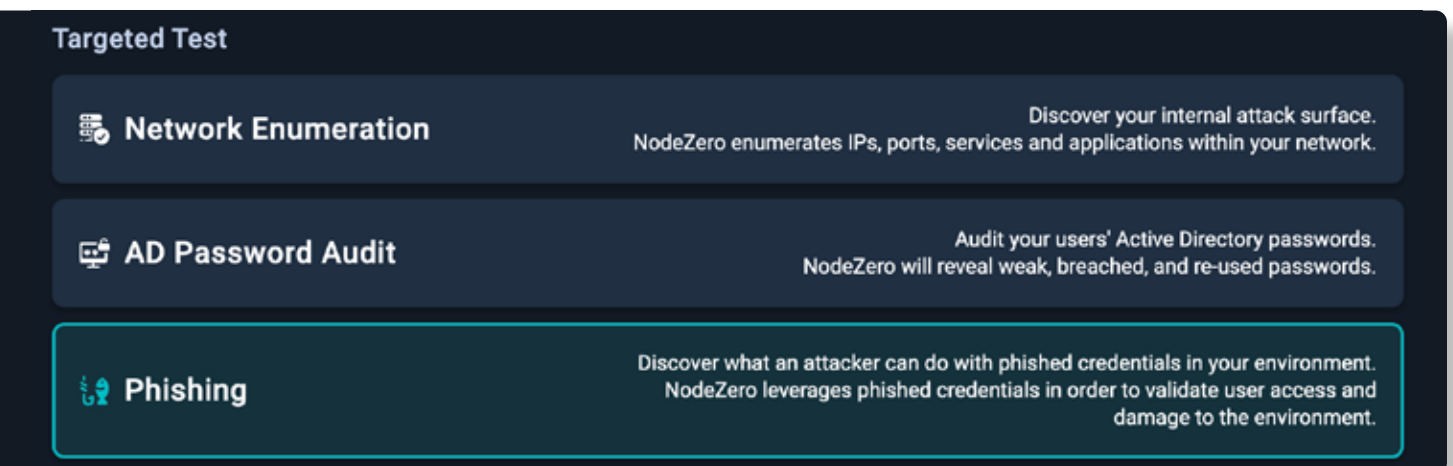 Targeted Test
Network Enumeration
Discover your internal attack surface.
NodeZero enumerates IPs, ports, services and applications within your network.
AD Password Audit
Audit your users' Active Directory passwords.
NodeZero will reveal weak, breached, and re-used passwords.
Phishing
Discover what an attacker can do with phished credentials in your environment.
NodeZero leverages phished credentials in order to validate user access and
damage to the environment.